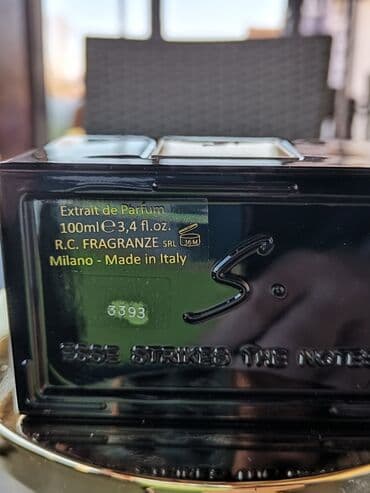 Extrait de Parfum
100ml ℮ 3,4 fl.oz.
R.C. FRAGRANZE SRL 36M
Milano - Made in Italy
S.
3393
SSSE STRIKES THE NOTES